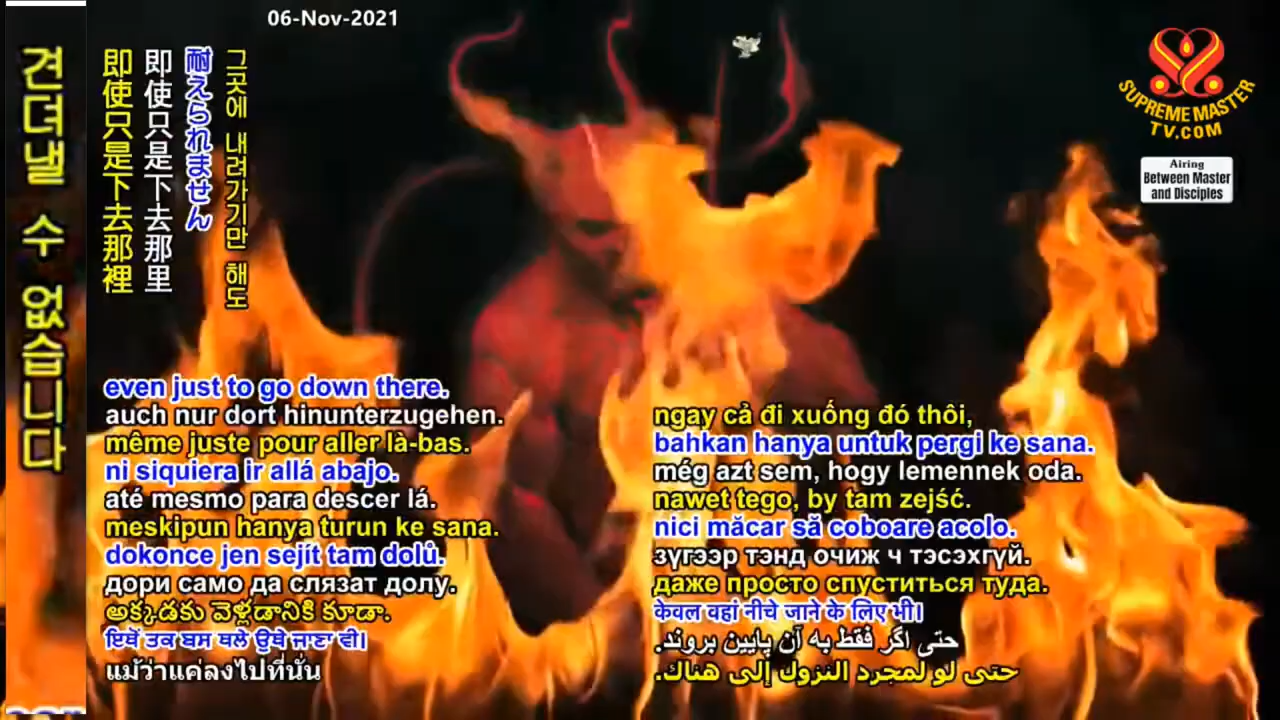 06-Nov-2021
견뎌낼 수 없습니다
即使只是下去那裡
即使只是下去那里
耐えられません
그곳에 내려가기만 해도
SUPREME MASTER
TV.COM
Airing
Between Master
and Disciples
even just to go down there.
auch nur dort hinunterzugehen.
même juste pour aller là-bas.
ni siquiera ir allá abajo.
até mesmo para descer lá.
meskipun hanya turun ke sana.
dokonce jen sejít tam dolů.
дори само да слязат долу.
అక్కడకు వెళ్లడానికి కూడా.
ਇਥੋਂ ਤਕ ਬਸ ਥਲੇ ਉਥੇ ਜਾਣਾ ਵੀ।
แม้ว่าแค่ลงไปที่นั่น
ngay cả đi xuống đó thôi,
bahkan hanya untuk pergi ke sana.
még azt sem, hogy lemennek oda.
nawet tego, by tam zejść.
nici măcar să coboare acolo.
зүгээр тэнд очиж ч тэсэхгүй.
даже просто спуститься туда.
केवल वहां नीचे जाने के लिए भी।
حتی اگر فقط به آن پایین بروند.
حتى لو لمجرد النزول إلى هناك.